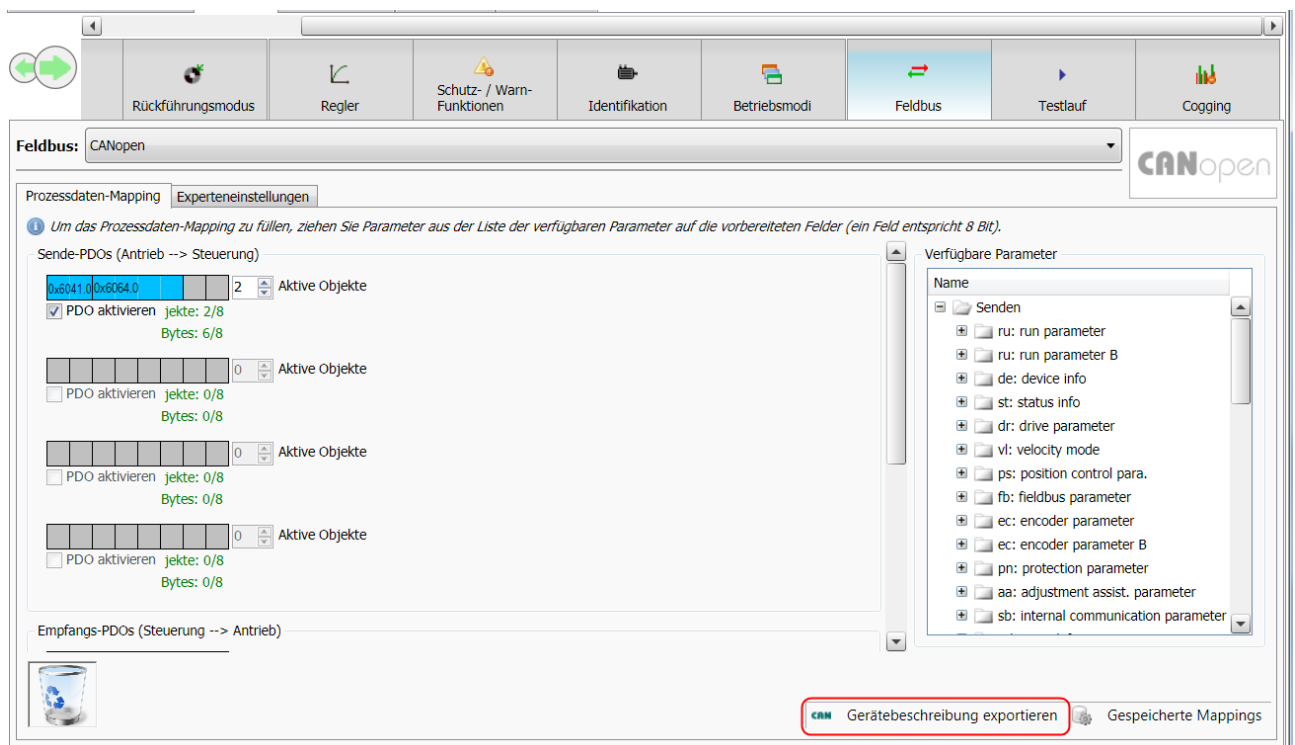 Rückführungsmodus
Regler
Schutz- / Warn-
Funktionen
Identifikation
Betriebsmodi
Feldbus
Testlauf
Cogging
Feldbus: CANopen
CANopen
Prozessdaten-Mapping Experteneinstellungen
Um das Prozessdaten-Mapping zu füllen, ziehen Sie Parameter aus der Liste der verfügbaren Parameter auf die vorbereiteten Felder (ein Feld entspricht 8 Bit).
Sende-PDOs (Antrieb --> Steuerung)
0x6041.0 0x6064.0 2 Aktive Objekte
PDO aktivieren jekte: 2/8
Bytes: 6/8
0 Aktive Objekte
PDO aktivieren jekte: 0/8
Bytes: 0/8
0 Aktive Objekte
PDO aktivieren jekte: 0/8
Bytes: 0/8
0 Aktive Objekte
PDO aktivieren jekte: 0/8
Bytes: 0/8
Empfangs-PDOs (Steuerung --> Antrieb)
Verfügbare Parameter
Name
Senden
ru: run parameter
ru: run parameter B
de: device info
st: status info
dr: drive parameter
vl: velocity mode
ps: position control para.
fb: fieldbus parameter
ec: encoder parameter
ec: encoder parameter B
pn: protection parameter
aa: adjustment assist. parameter
sb: internal communication parameter
CAN Gerätebeschreibung exportieren
Gespeicherte Mappings